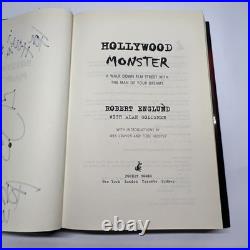 HOLLYWOOD
MONSTER
A WALK DOWN ELM STREET WITH
THE MAN OF YOUR DREAMS
ROBERT ENGLUND
WITH ALAN GOLDSHER
WITH INTRODUCTIONS BY
WES CRAVEN AND TOBE HOOPER
POCKET BOOKS
New York London Toronto Sydney